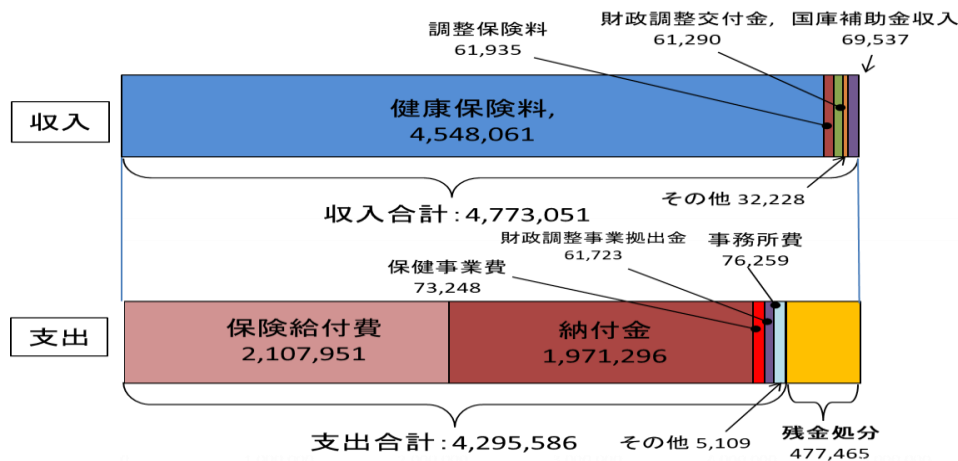 調整保険料
61,935
財政調整交付金,
61,290
国庫補助金収入
69,537
収入
健康保険料,
4,548,061
その他 32,228
収入合計:4,773,051
財政調整事業拠出金
61,723
事務所費
76,259
保健事業費
73,248
支出
保険給付費
2,107,951
納付金
1,971,296
支出合計:4,295,586
その他 5,109
残金処分
477,465